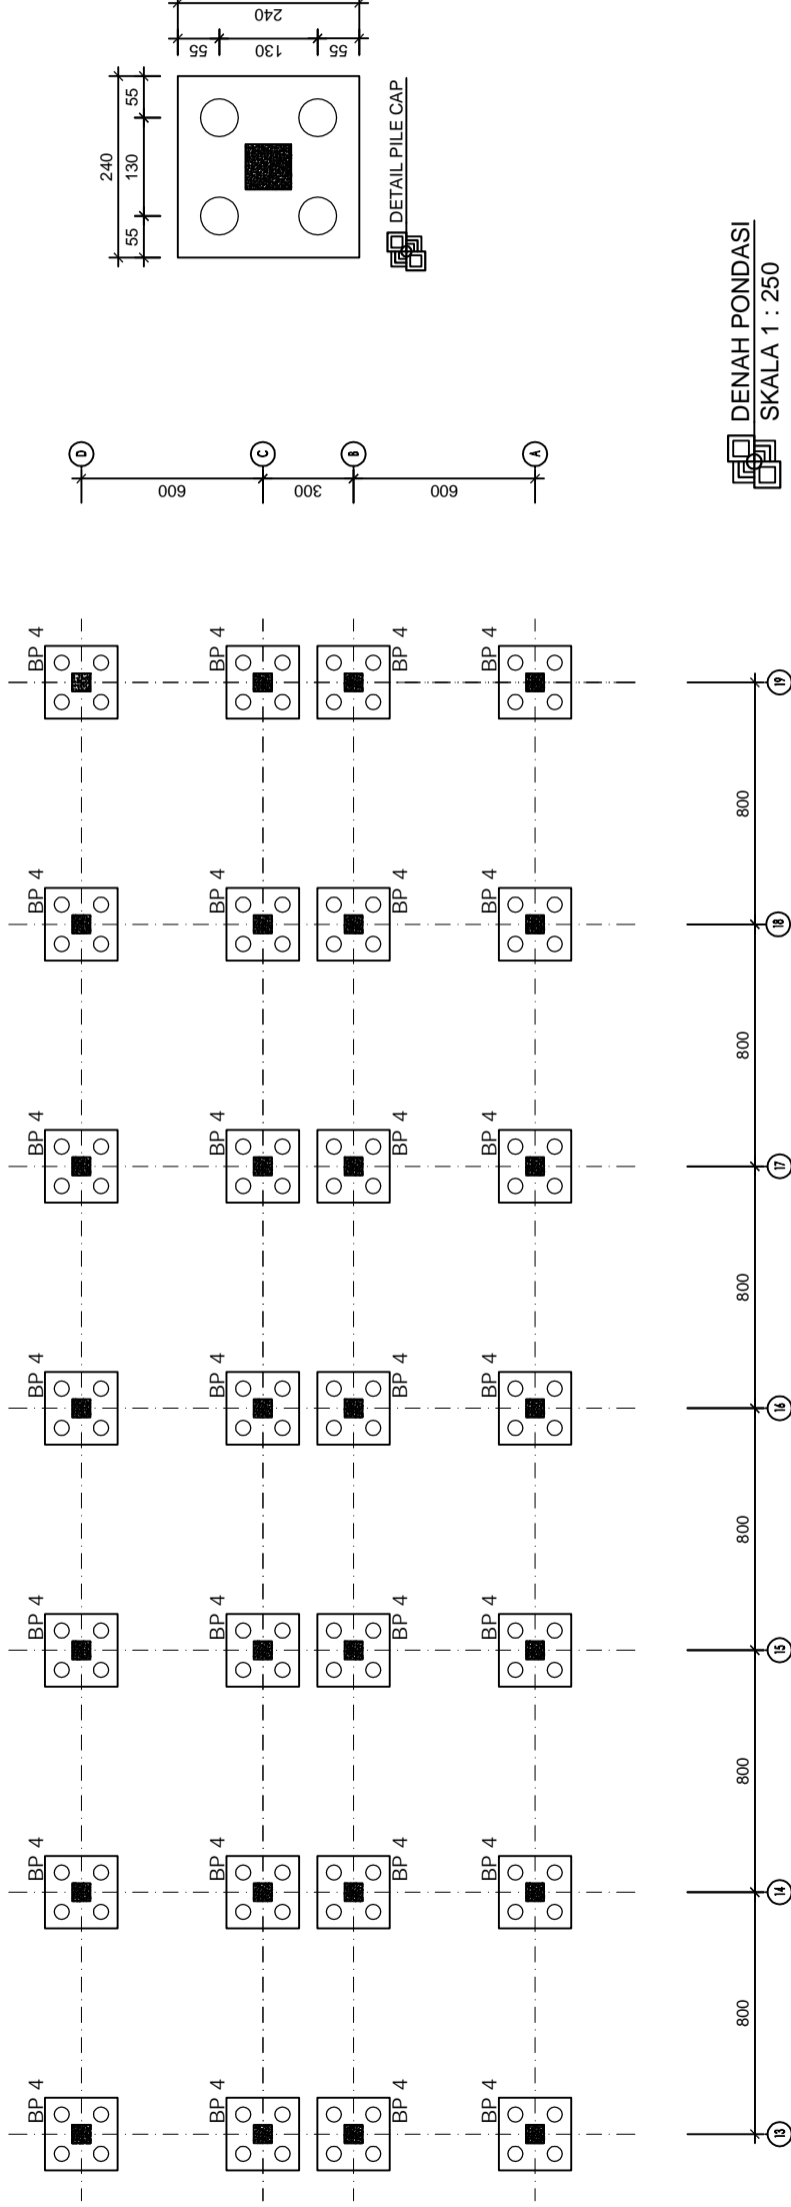 BP 4 BP 4 BP 4 BP 4 BP 4 BP 4 BP 4
BP 4 BP 4 BP 4 BP 4 BP 4 BP 4 BP 4
BP 4 BP 4 BP 4 BP 4 BP 4 BP 4 BP 4
BP 4 BP 4 BP 4 BP 4 BP 4 BP 4 BP 4
800 800 800 800 800 800
13 14 15 16 17 18 19
D
600
C
300
B
600
A
240
55 130 55
240
55
130
55
DETAIL PILE CAP
DENAH PONDASI
SKALA 1 : 250